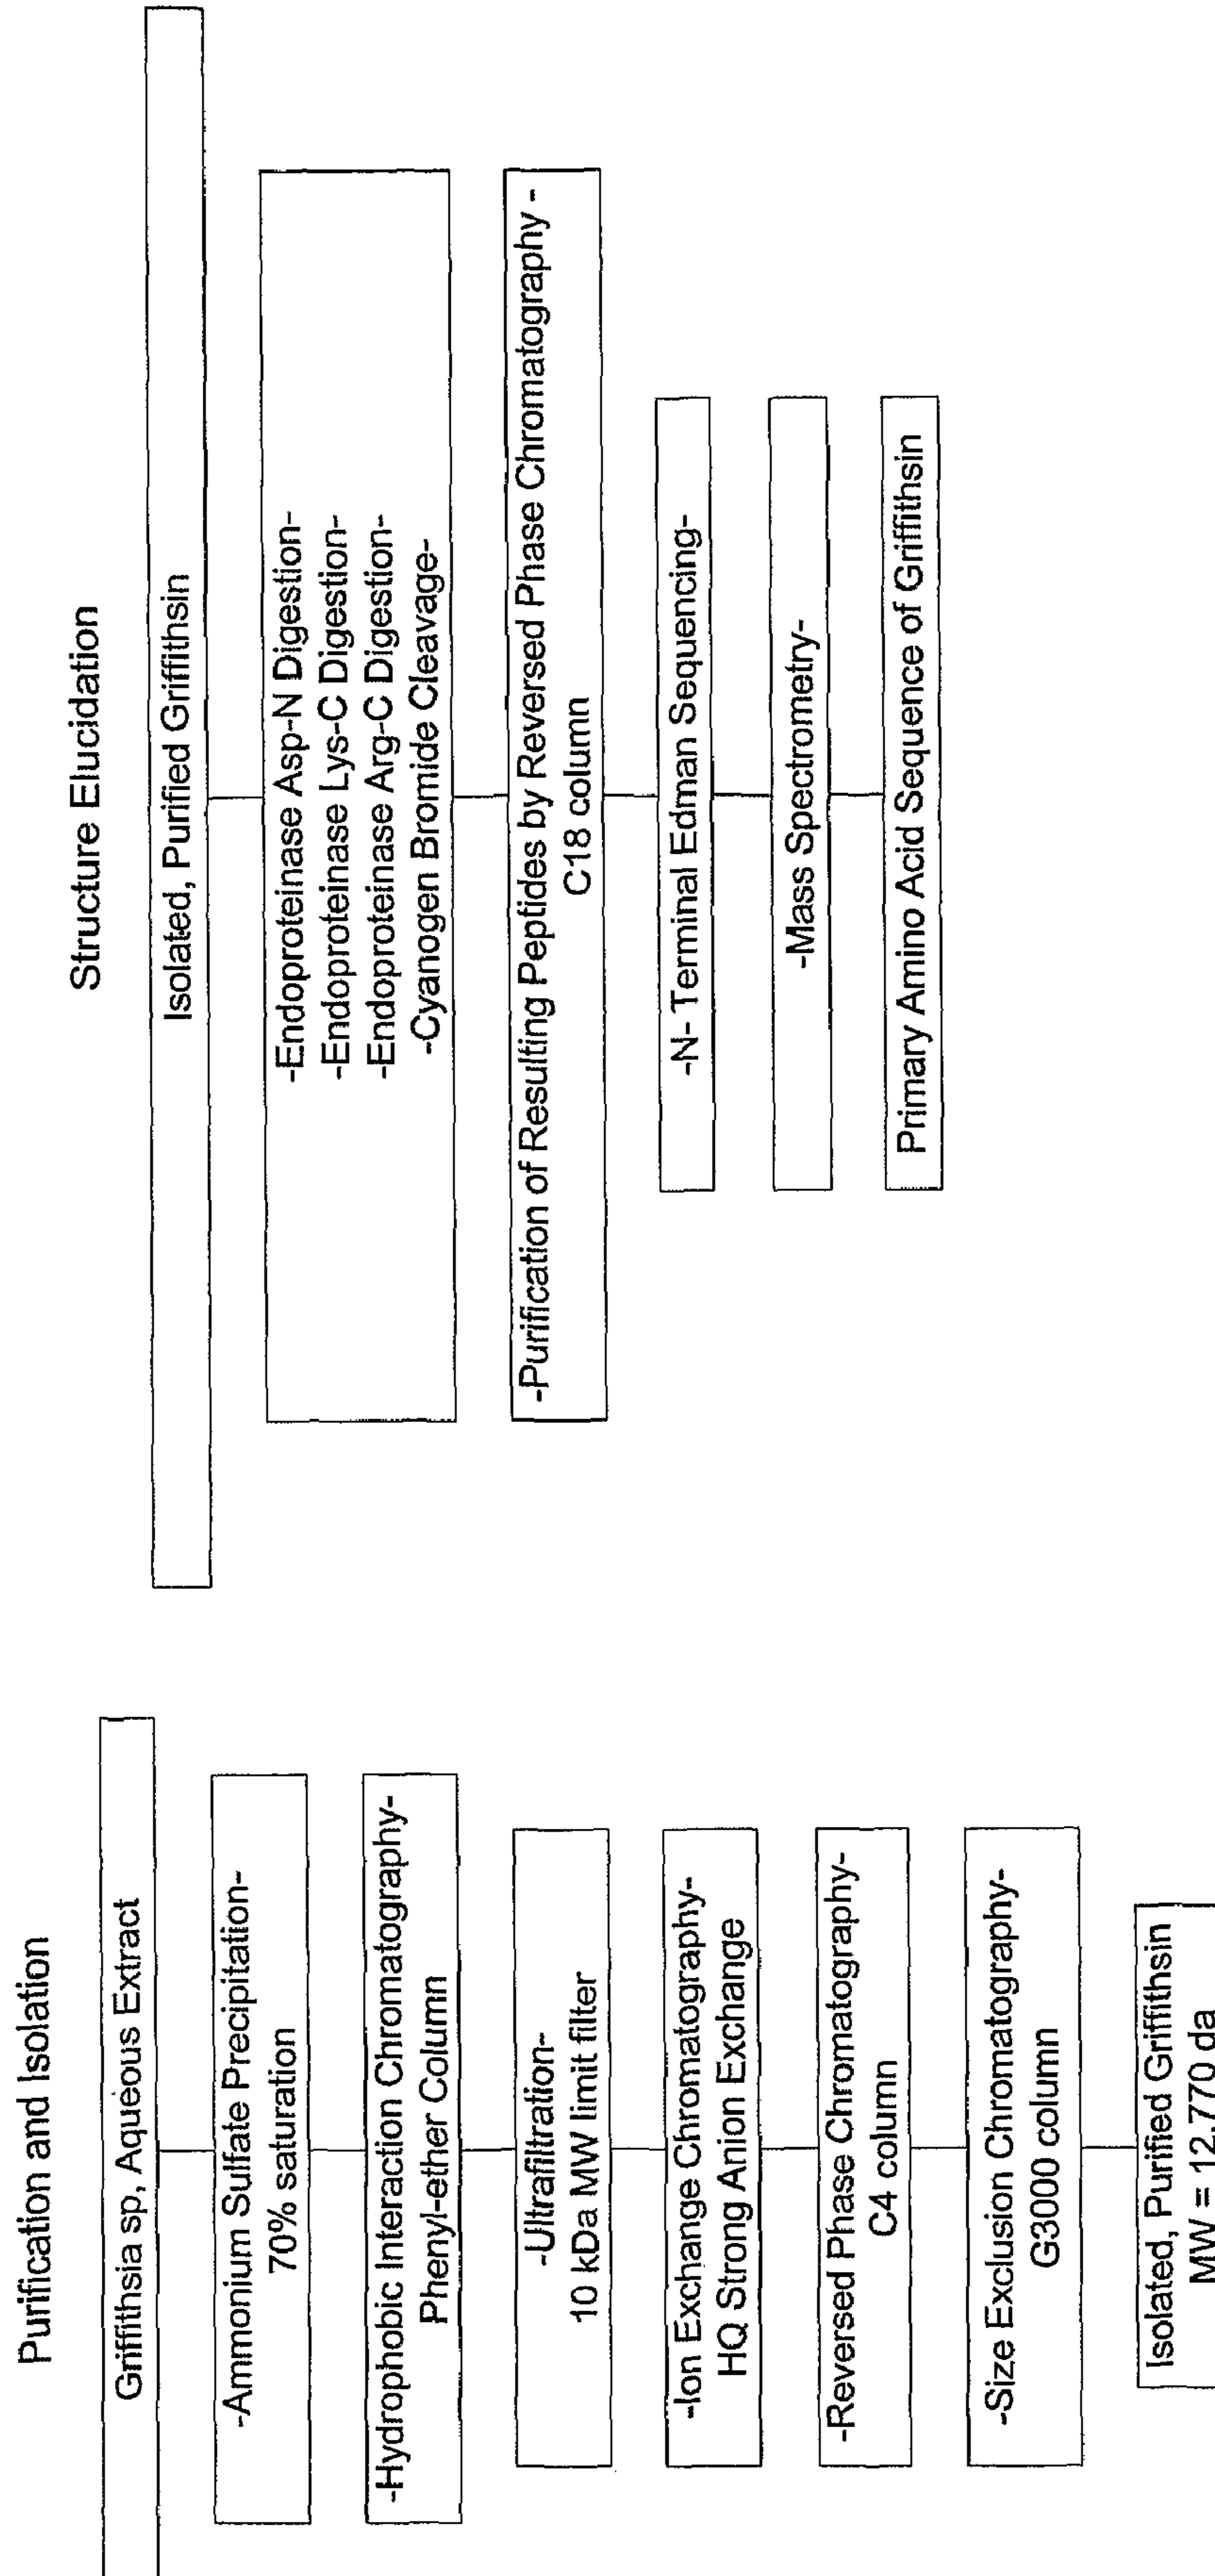 Purification and Isolation
Griffithsia sp, Aqueous Extract
-Ammonium Sulfate Precipitation-
70% saturation
-Hydrophobic Interaction Chromatography-
Phenyl-ether Column
-Ultrafiltration-
10 kDa MW limit filter
-Ion Exchange Chromatography-
HQ Strong Anion Exchange
-Reversed Phase Chromatography-
C4 column
-Size Exclusion Chromatography-
G3000 column
Isolated, Purified Griffithsin
MW = 12,770 da
Structure Elucidation
Isolated, Purified Griffithsin
-Endoproteinase Asp-N Digestion-
-Endoproteinase Lys-C Digestion-
-Endoproteinase Arg-C Digestion-
-Cyanogen Bromide Cleavage-
-Purification of Resulting Peptides by Reversed Phase Chromatography -
C18 column
-N- Terminal Edman Sequencing-
-Mass Spectrometry-
Primary Amino Acid Sequence of Griffithsin